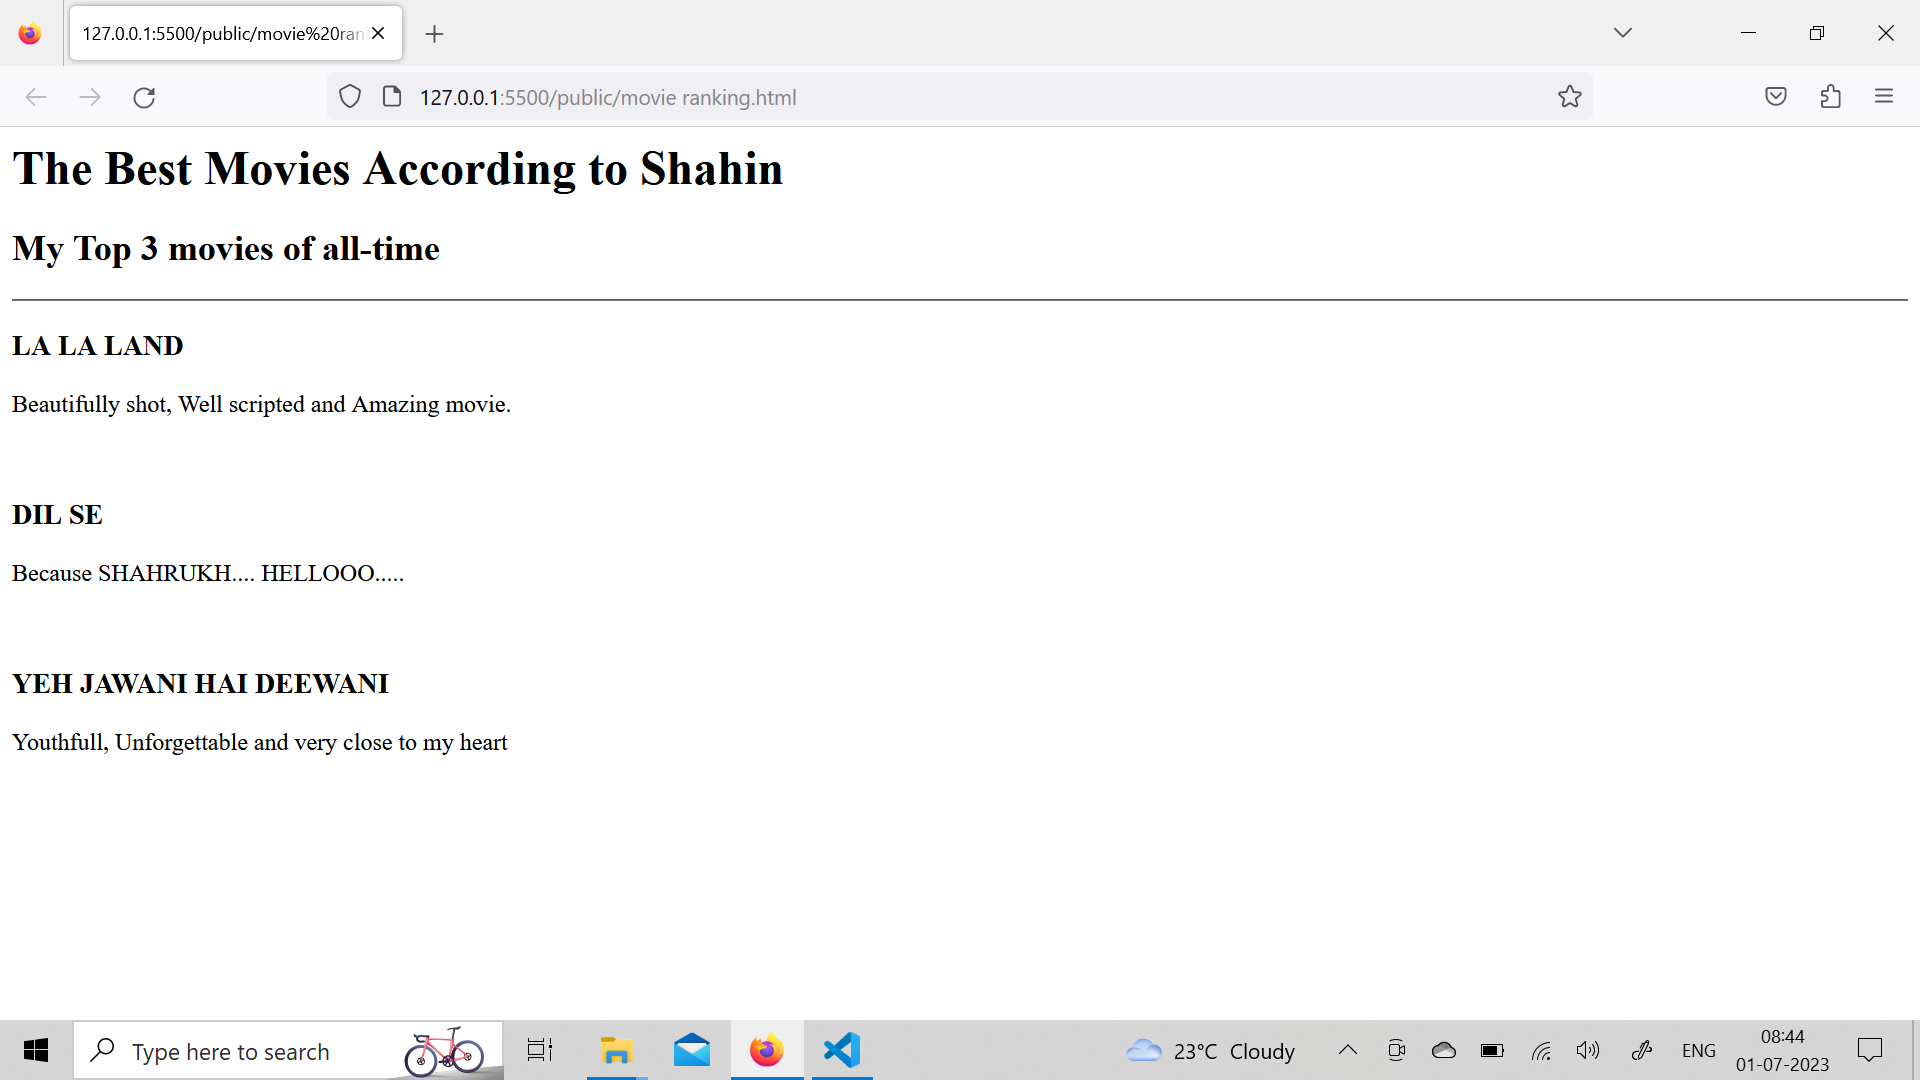 127.0.0.1:5500/public/movie%20ran
127.0.0.1:5500/public/movie ranking.html
The Best Movies According to Shahin
My Top 3 movies of all-time
LA LA LAND
Beautifully shot, Well scripted and Amazing movie.
DIL SE
Because SHAHRUKH.... HELLOOO.....
YEH JAWANI HAI DEEWANI
Youthfull, Unforgettable and very close to my heart
Type here to search
23°C Cloudy
ENG
08:44
01-07-2023